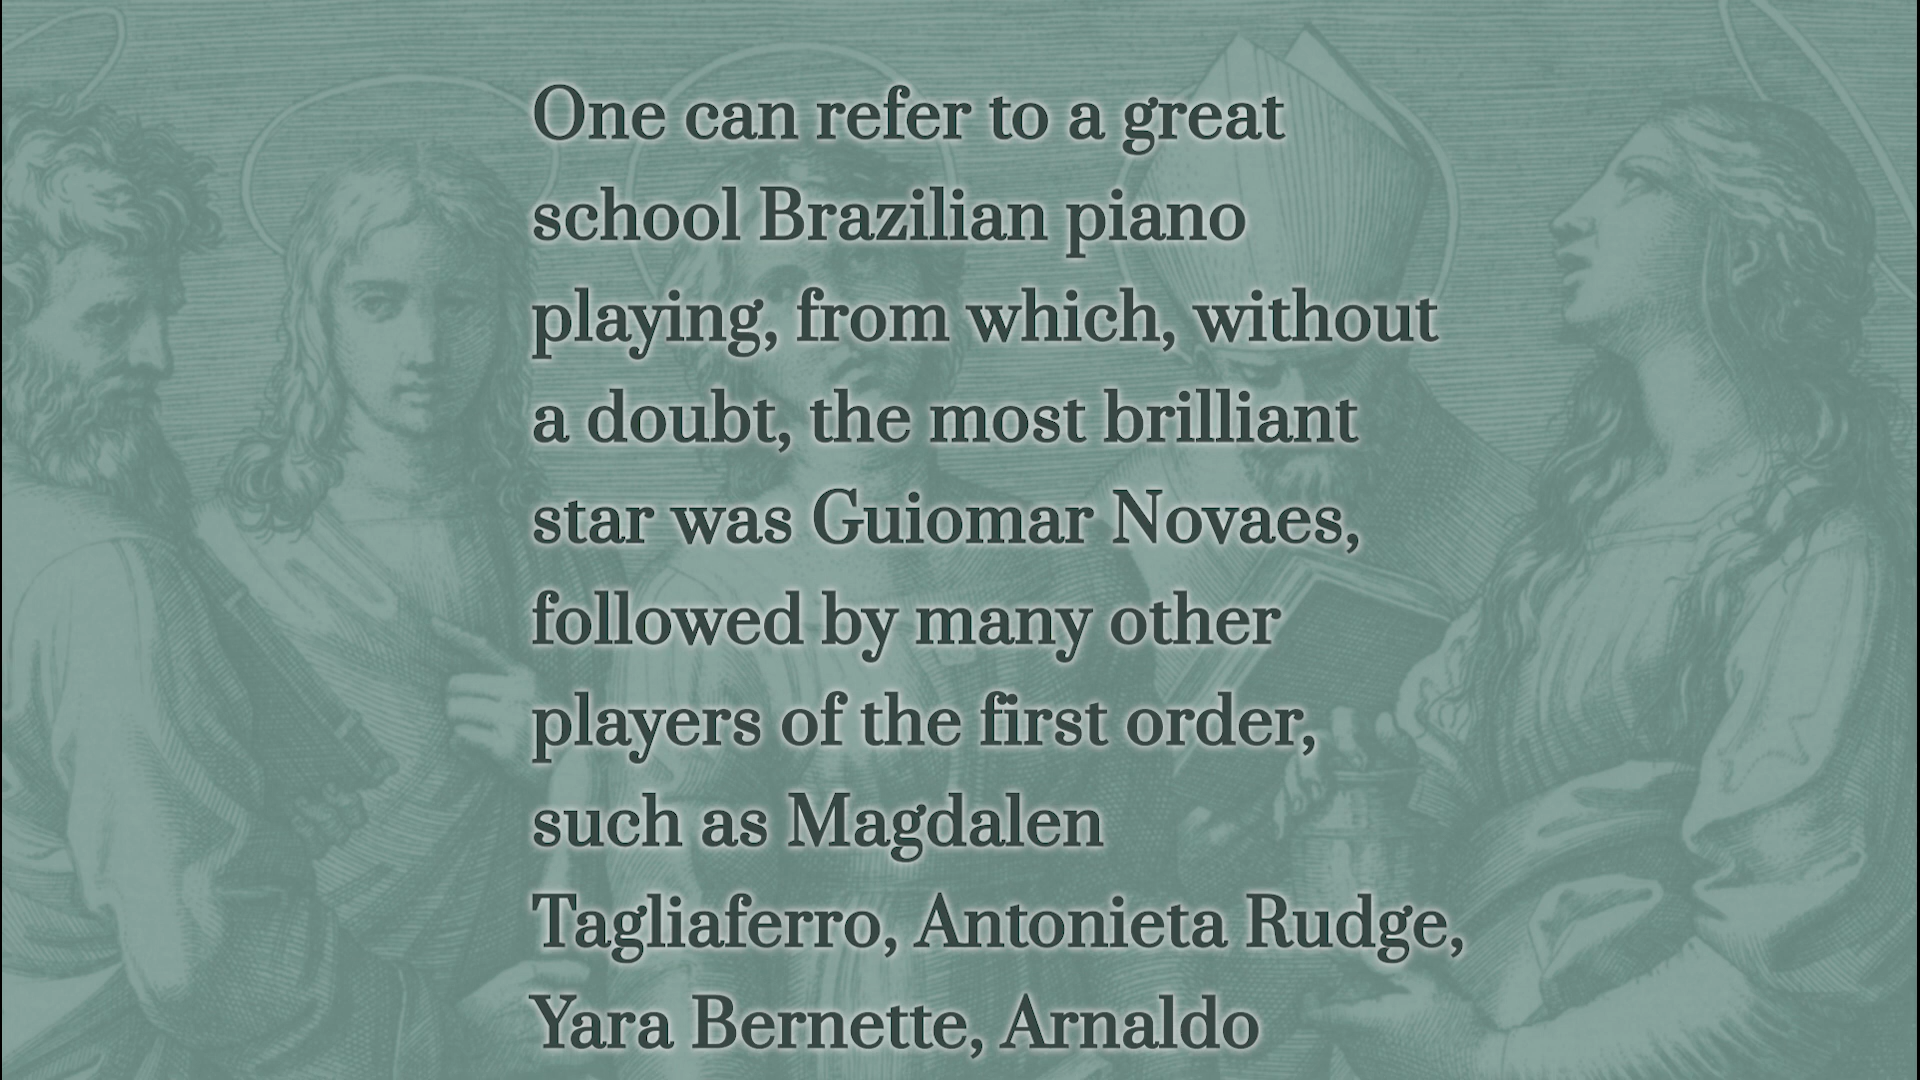 One can refer to a great
school Brazilian piano
playing, from which, without
a doubt, the most brilliant
star was Guiomar Novaes,
followed by many other
players of the first order,
such as Magdalen
Tagliaferro, Antonieta Rudge,
Yara Bernette, Arnaldo